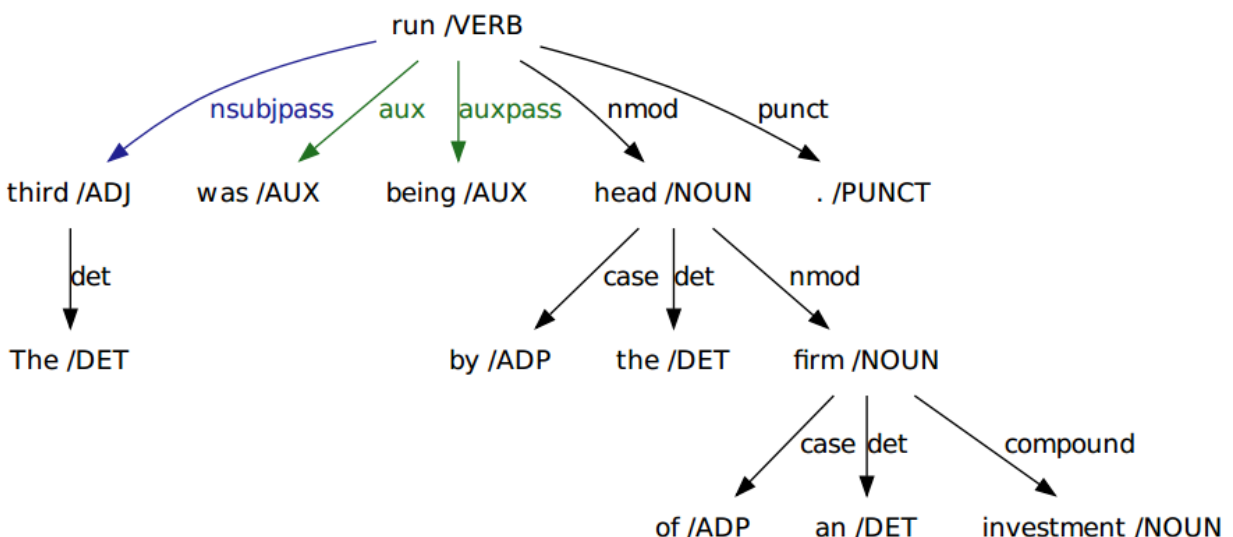 run /VERB
nsubjpass aux auxpass nmod punct
third /ADJ was /AUX being /AUX head /NOUN . /PUNCT
det case det nmod
The /DET by /ADP the /DET firm /NOUN
case det compound
of /ADP an /DET investment /NOUN